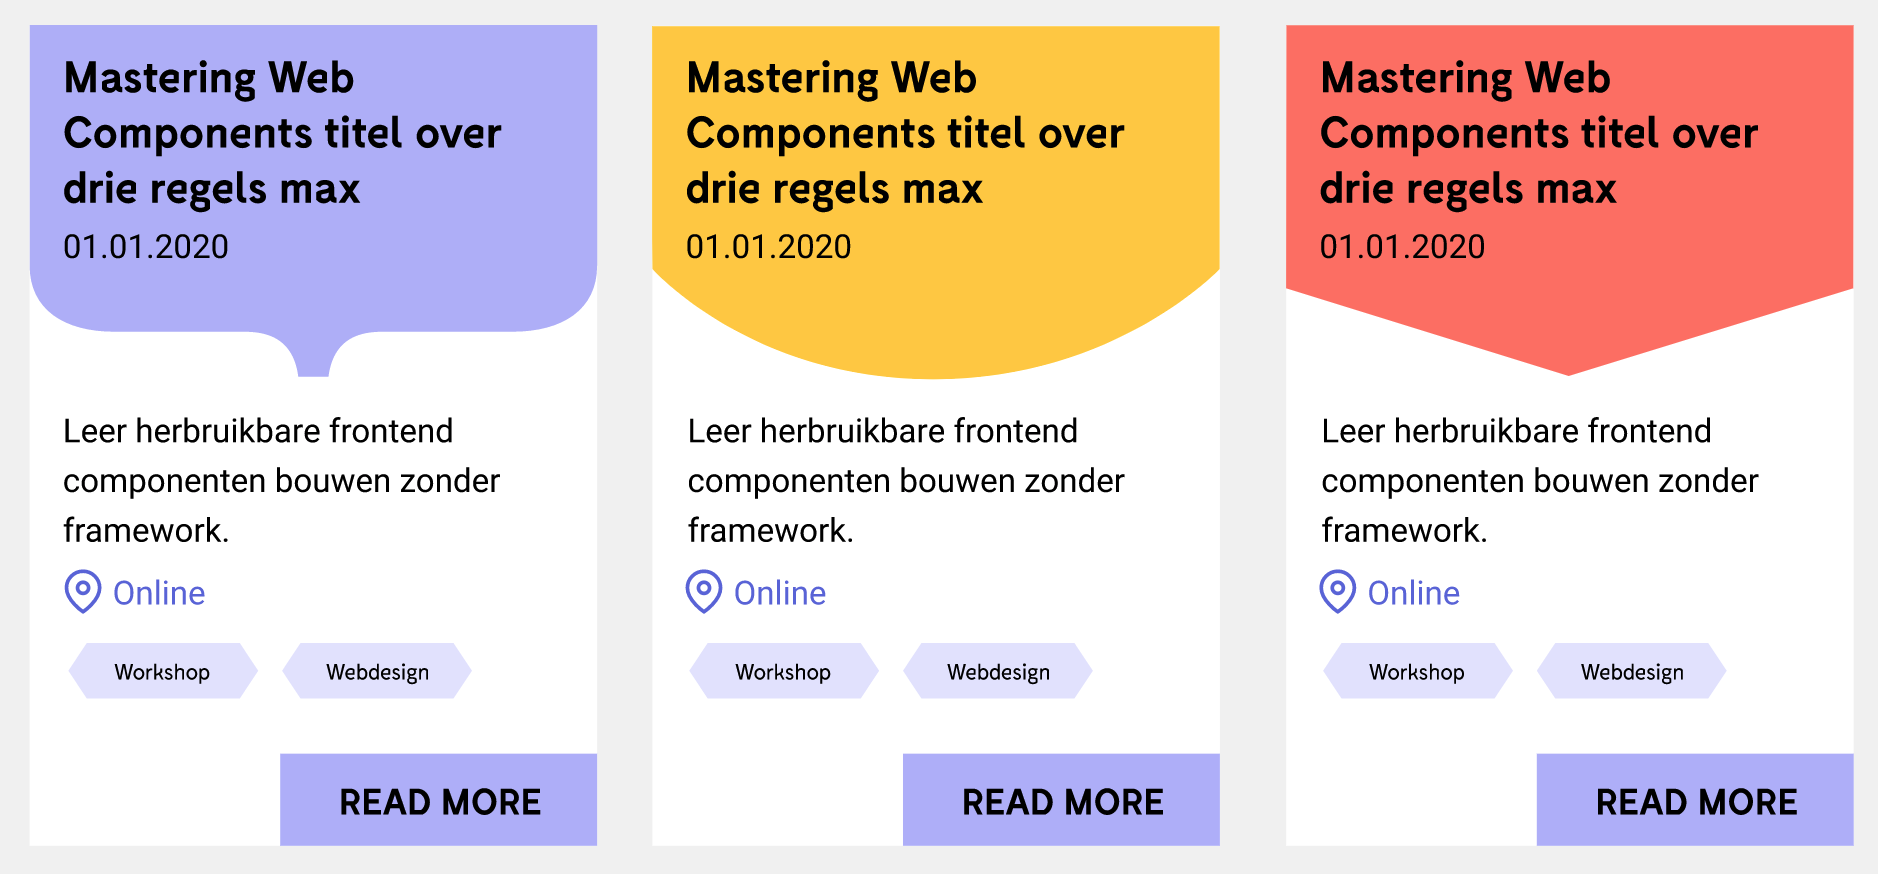 Mastering Web
Components titel over
drie regels max
01.01.2020
Leer herbruikbare frontend
componenten bouwen zonder
framework.
Online
Workshop Webdesign
READ MORE
Mastering Web
Components titel over
drie regels max
01.01.2020
Leer herbruikbare frontend
componenten bouwen zonder
framework.
Online
Workshop Webdesign
READ MORE
Mastering Web
Components titel over
drie regels max
01.01.2020
Leer herbruikbare frontend
componenten bouwen zonder
framework.
Online
Workshop Webdesign
READ MORE